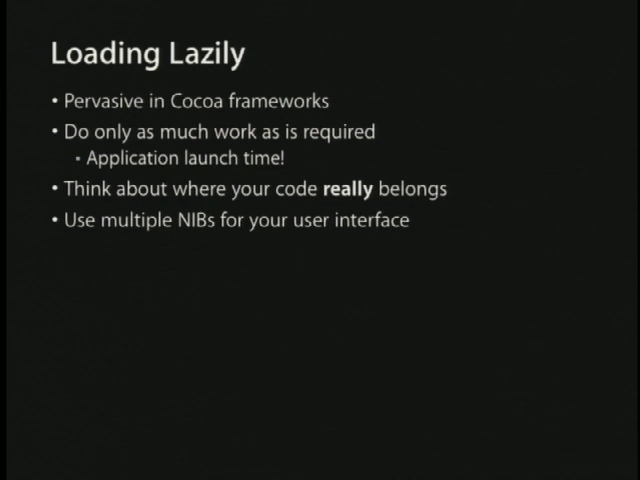 Loading Lazily
• Pervasive in Cocoa frameworks
• Do only as much work as is required
▪ Application launch time!
• Think about where your code really belongs
• Use multiple NIBs for your user interface